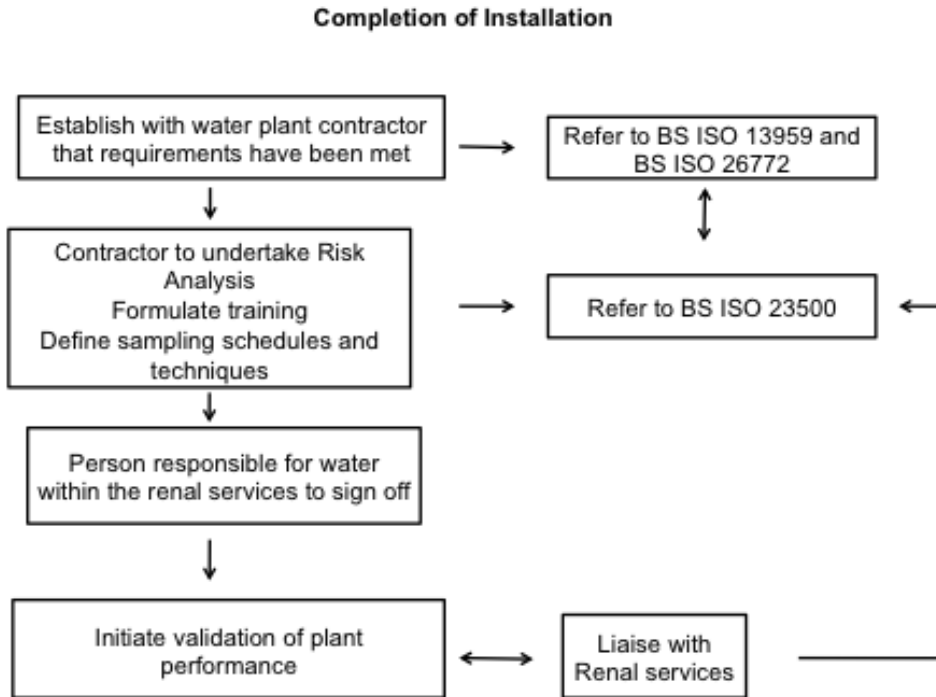 Completion of Installation
Establish with water plant contractor
that requirements have been met
Refer to BS ISO 13959 and
BS ISO 26772
Contractor to undertake Risk
Analysis
Formulate training
Define sampling schedules and
techniques
Refer to BS ISO 23500
Person responsible for water
within the renal services to sign off
Initiate validation of plant
performance
Liaise with
Renal services